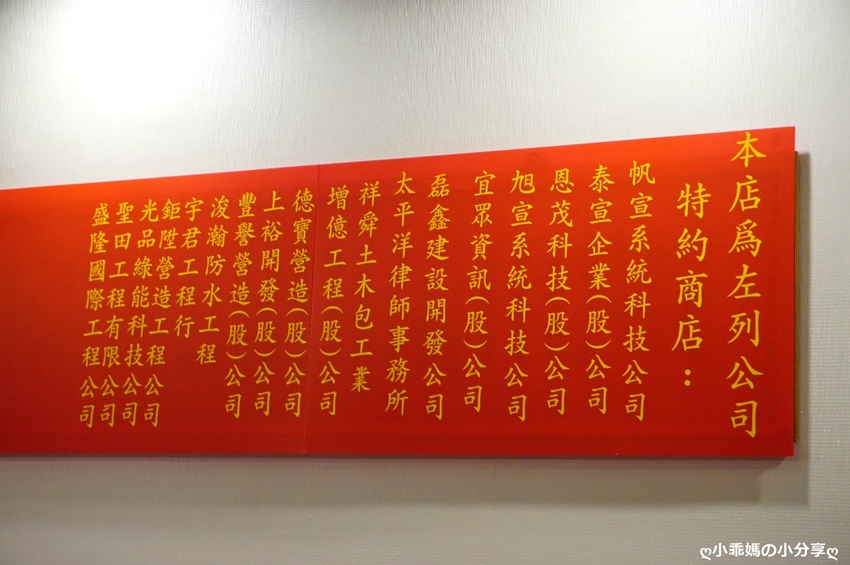 本店為左列公司
特約商店：
帆宣系統科技公司
泰宣企業(股)公司
恩茂科技(股)公司
旭宣系統科技公司
宜眾資訊(股)公司
磊鑫建設開發公司
太平洋律師事務所
祥舜土木包工業
增億工程(股)公司
德寶營造(股)公司
上裕開發(股)公司
豐譽營造(股)公司
浚瀚防水工程
宇君工程行
鉅陞營造工程公司
光品綠能科技公司
聖田工程有限公司
盛隆國際工程公司
ღ小乖媽の小分享ღ